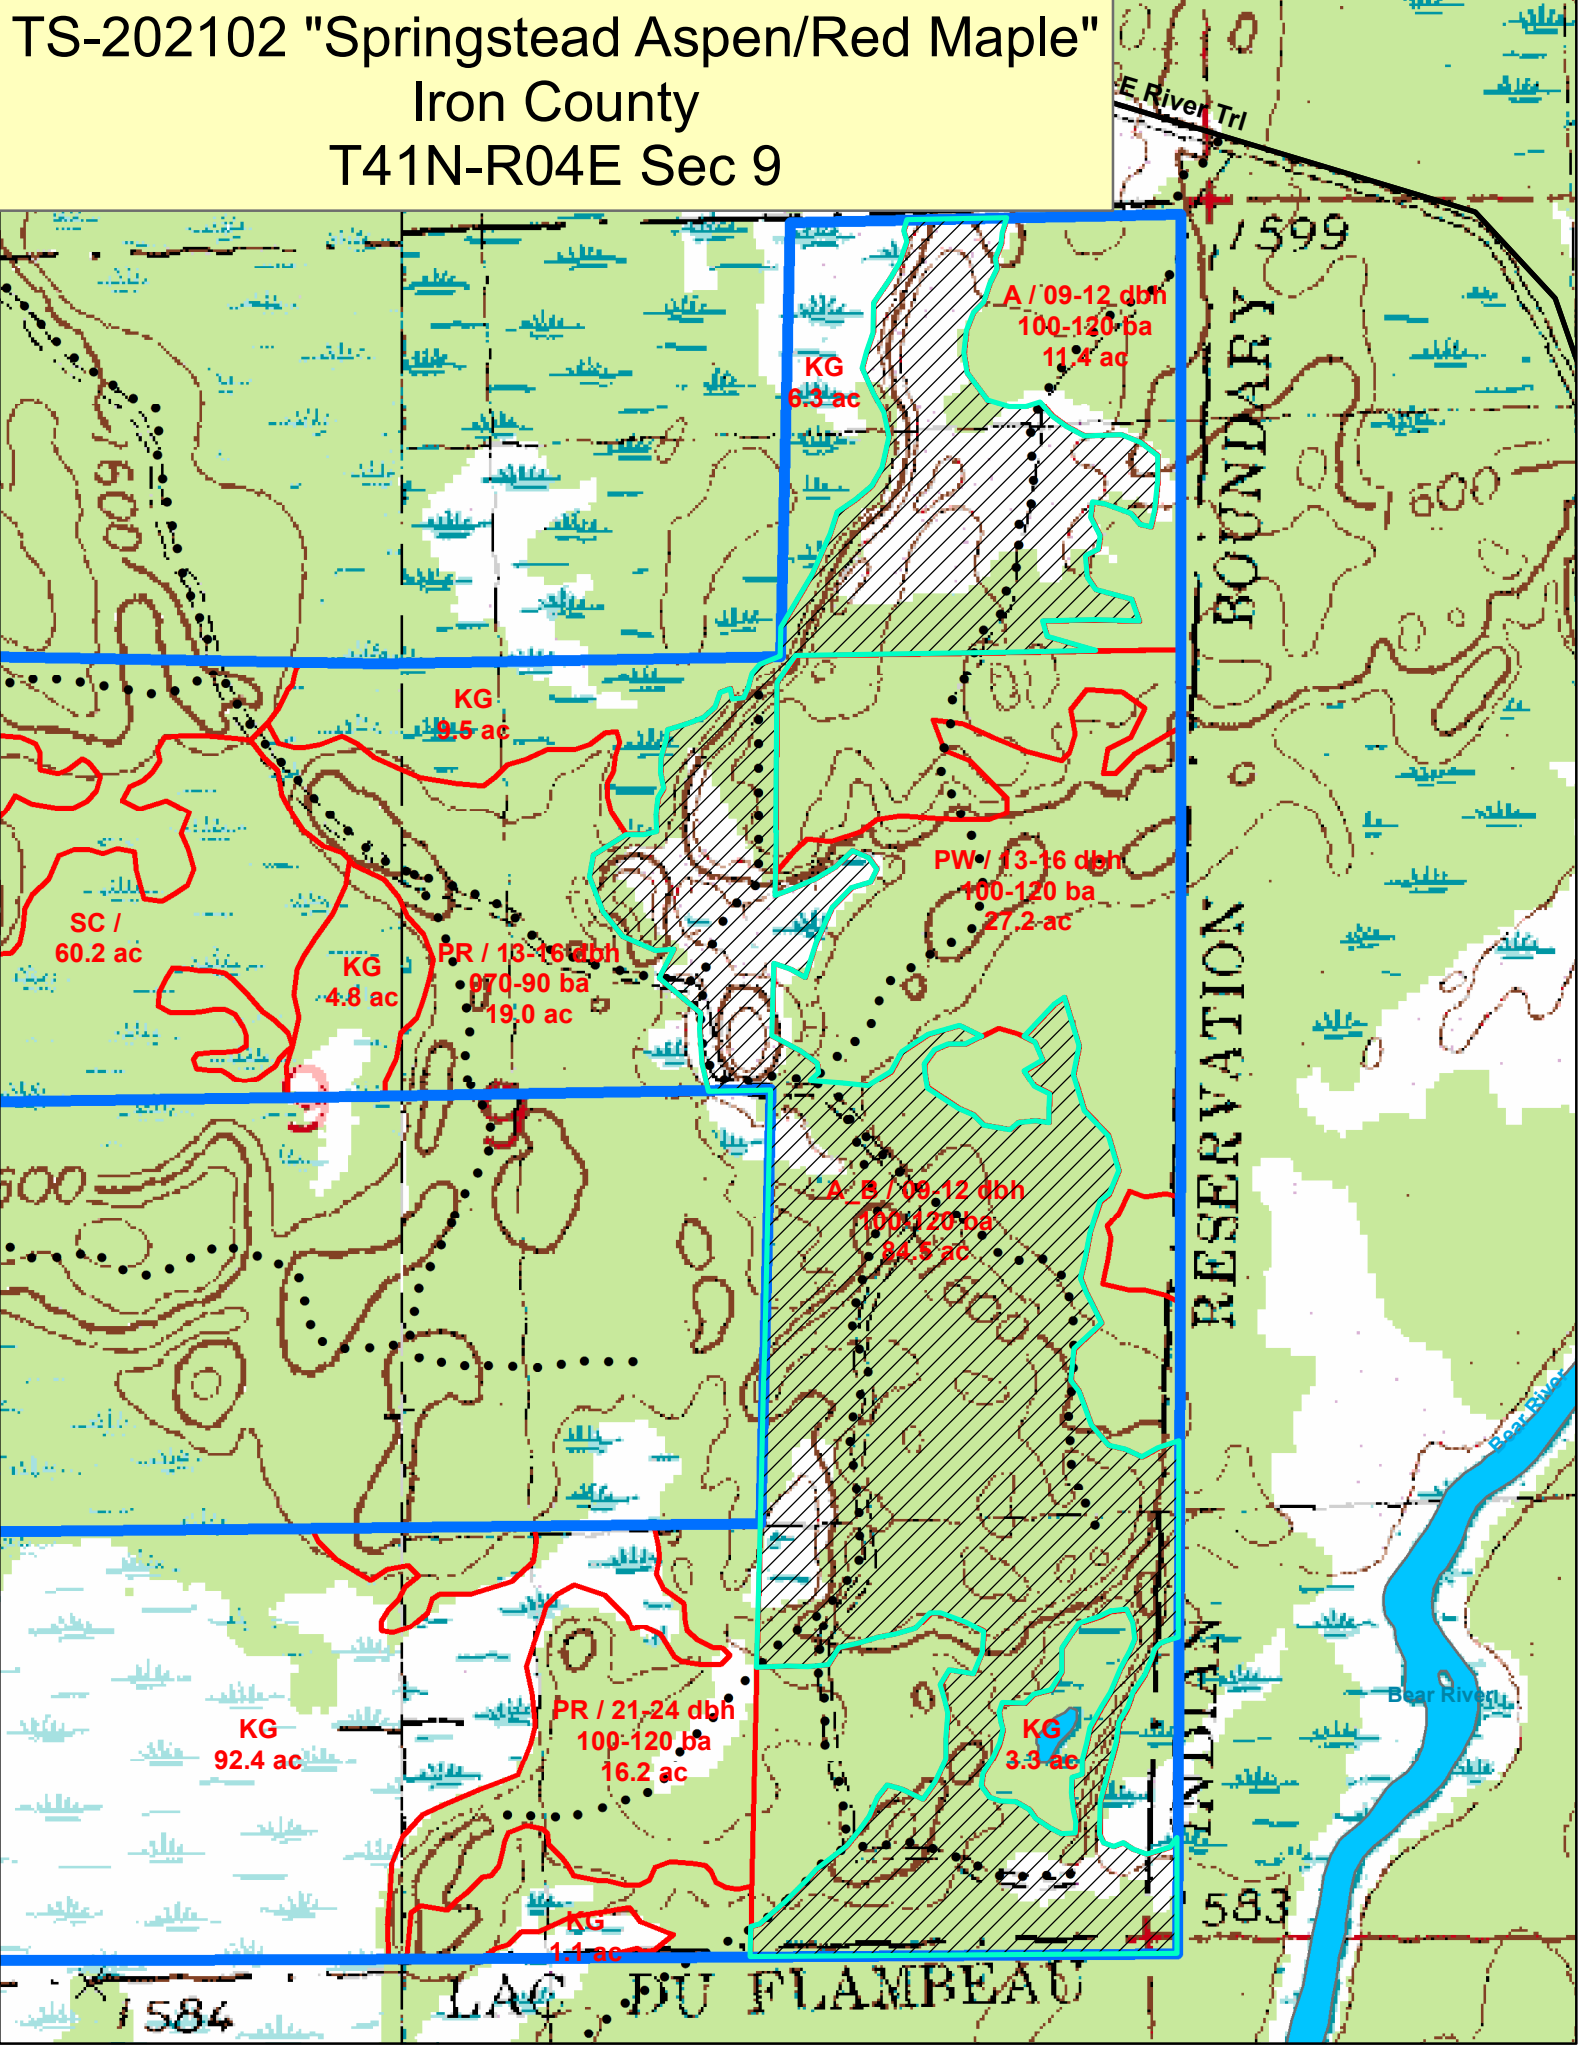 TS-202102 "Springstead Aspen/Red Maple"
Iron County
T41N-R04E Sec 9
E River Trl
1599
A / 09-12 dbh
100-120 ba
11.4 ac
KG
6.3 ac
BOUNDARY
1600
600
KG
9.5 ac
PW / 13-16 dbh
100-120 ba
27.2 ac
SC /
60.2 ac
KG
4.8 ac
PR / 13-16 dbh
070-90 ba
19.0 ac
RESERVATION
9
600
A_B / 09-12 dbh
100-120 ba
84.5 ac
Bear River
INDIAN
Bear River
KG
92.4 ac
PR / 21-24 dbh
100-120 ba
16.2 ac
KG
3.3 ac
KG
1.1 ac
583
LAC DU FLAMBEAU
1584